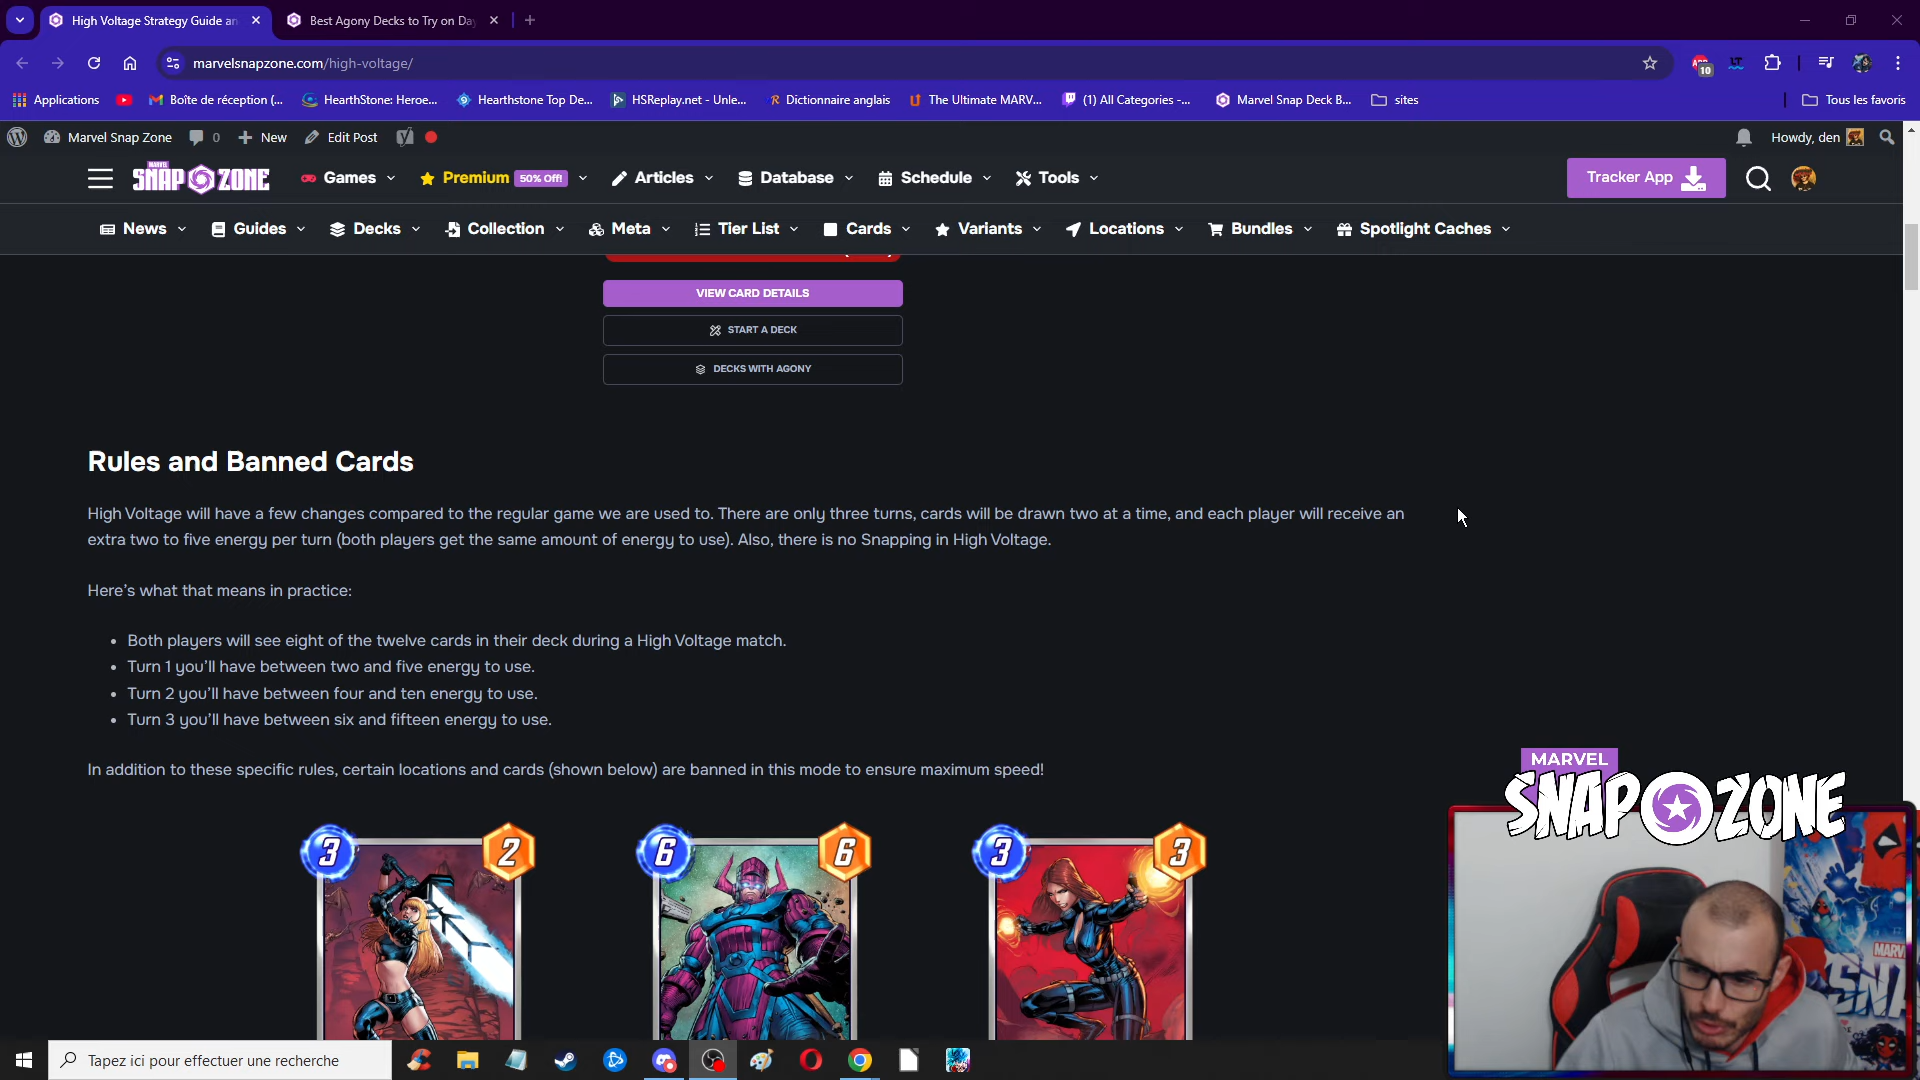 High Voltage Strategy Guide an
Best Agony Decks to Try on Day
marvelsnapzone.com/high-voltage/
10
Applications
Boîte de réception (...
HearthStone: Heroe...
Hearthstone Top De...
HSReplay.net - Unle...
Dictionnaire anglais
The Ultimate MARV...
(1) All Categories -...
Marvel Snap Deck B...
sites
Tous les favoris
Marvel Snap Zone
0
New
Edit Post
Howdy, den
MARVEL
SNAP ZONE
Games
Premium 50% Off!
Articles
Database
Schedule
Tools
Tracker App
News
Guides
Decks
Collection
Meta
Tier List
Cards
Variants
Locations
Bundles
Spotlight Caches
VIEW CARD DETAILS
START A DECK
DECKS WITH AGONY
Rules and Banned Cards
High Voltage will have a few changes compared to the regular game we are used to. There are only three turns, cards will be drawn two at a time, and each player will receive an
extra two to five energy per turn (both players get the same amount of energy to use). Also, there is no Snapping in High Voltage.
Here's what that means in practice:
• Both players will see eight of the twelve cards in their deck during a High Voltage match.
• Turn 1 you'll have between two and five energy to use.
• Turn 2 you'll have between four and ten energy to use.
• Turn 3 you'll have between six and fifteen energy to use.
In addition to these specific rules, certain locations and cards (shown below) are banned in this mode to ensure maximum speed!
3 2
6 6
3 3
MARVEL
SNAP ZONE
MARVEL
SN
Tapez ici pour effectuer une recherche